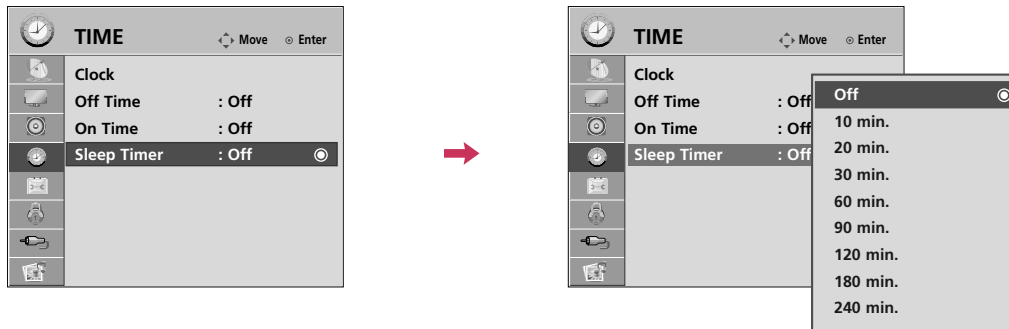 TIME Move Enter
Clock
Off Time : Off
On Time : Off
Sleep Timer : Off
TIME Move Enter
Clock
Off Time : Off
On Time : Off
Sleep Timer : Off
Off
10 min.
20 min.
30 min.
60 min.
90 min.
120 min.
180 min.
240 min.